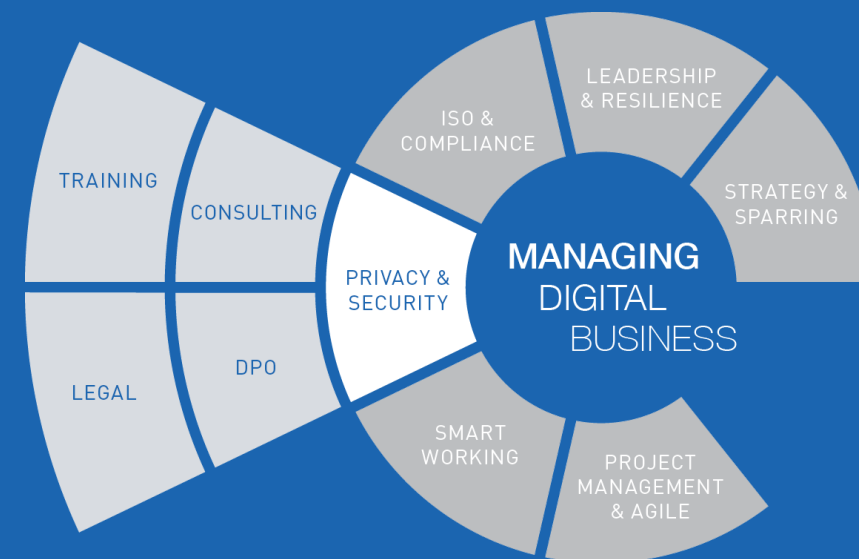 LEADERSHIP
& RESILIENCE
ISO &
COMPLIANCE
STRATEGY &
SPARRING
TRAINING
CONSULTING
PRIVACY &
SECURITY
MANAGING
DIGITAL
BUSINESS
LEGAL
DPO
SMART
WORKING
PROJECT
MANAGEMENT
& AGILE